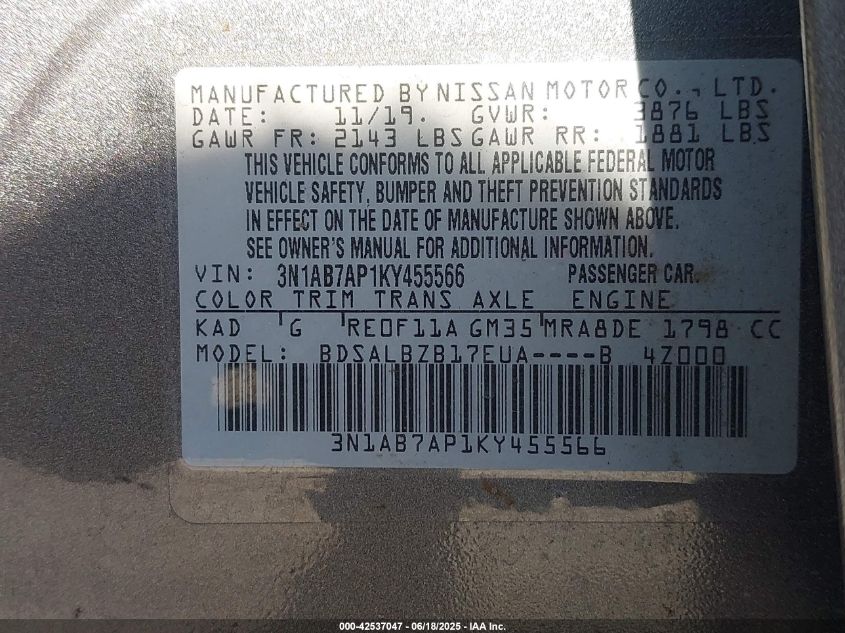 MANUFACTURED BY NISSAN MOTOR CO., LTD.
DATE: 11/19. GVWR: 3876 LBS
GAWR FR: 2143 LBS GAWR RR: 1881 LBS
THIS VEHICLE CONFORMS TO ALL APPLICABLE FEDERAL MOTOR
VEHICLE SAFETY, BUMPER AND THEFT PREVENTION STANDARDS
IN EFFECT ON THE DATE OF MANUFACTURE SHOWN ABOVE.
SEE OWNER'S MANUAL FOR ADDITIONAL INFORMATION.
VIN: 3N1AB7AP1KY455566 PASSENGER CAR.
COLOR TRIM TRANS AXLE ENGINE
KAD G RE0F11A GM35 MRA8DE 1798 CC
MODEL: BDSALBZB17EUA----B 4Z000
3N1AB7AP1KY455566
000-42537047 - 06/18/2025 - IAA Inc.